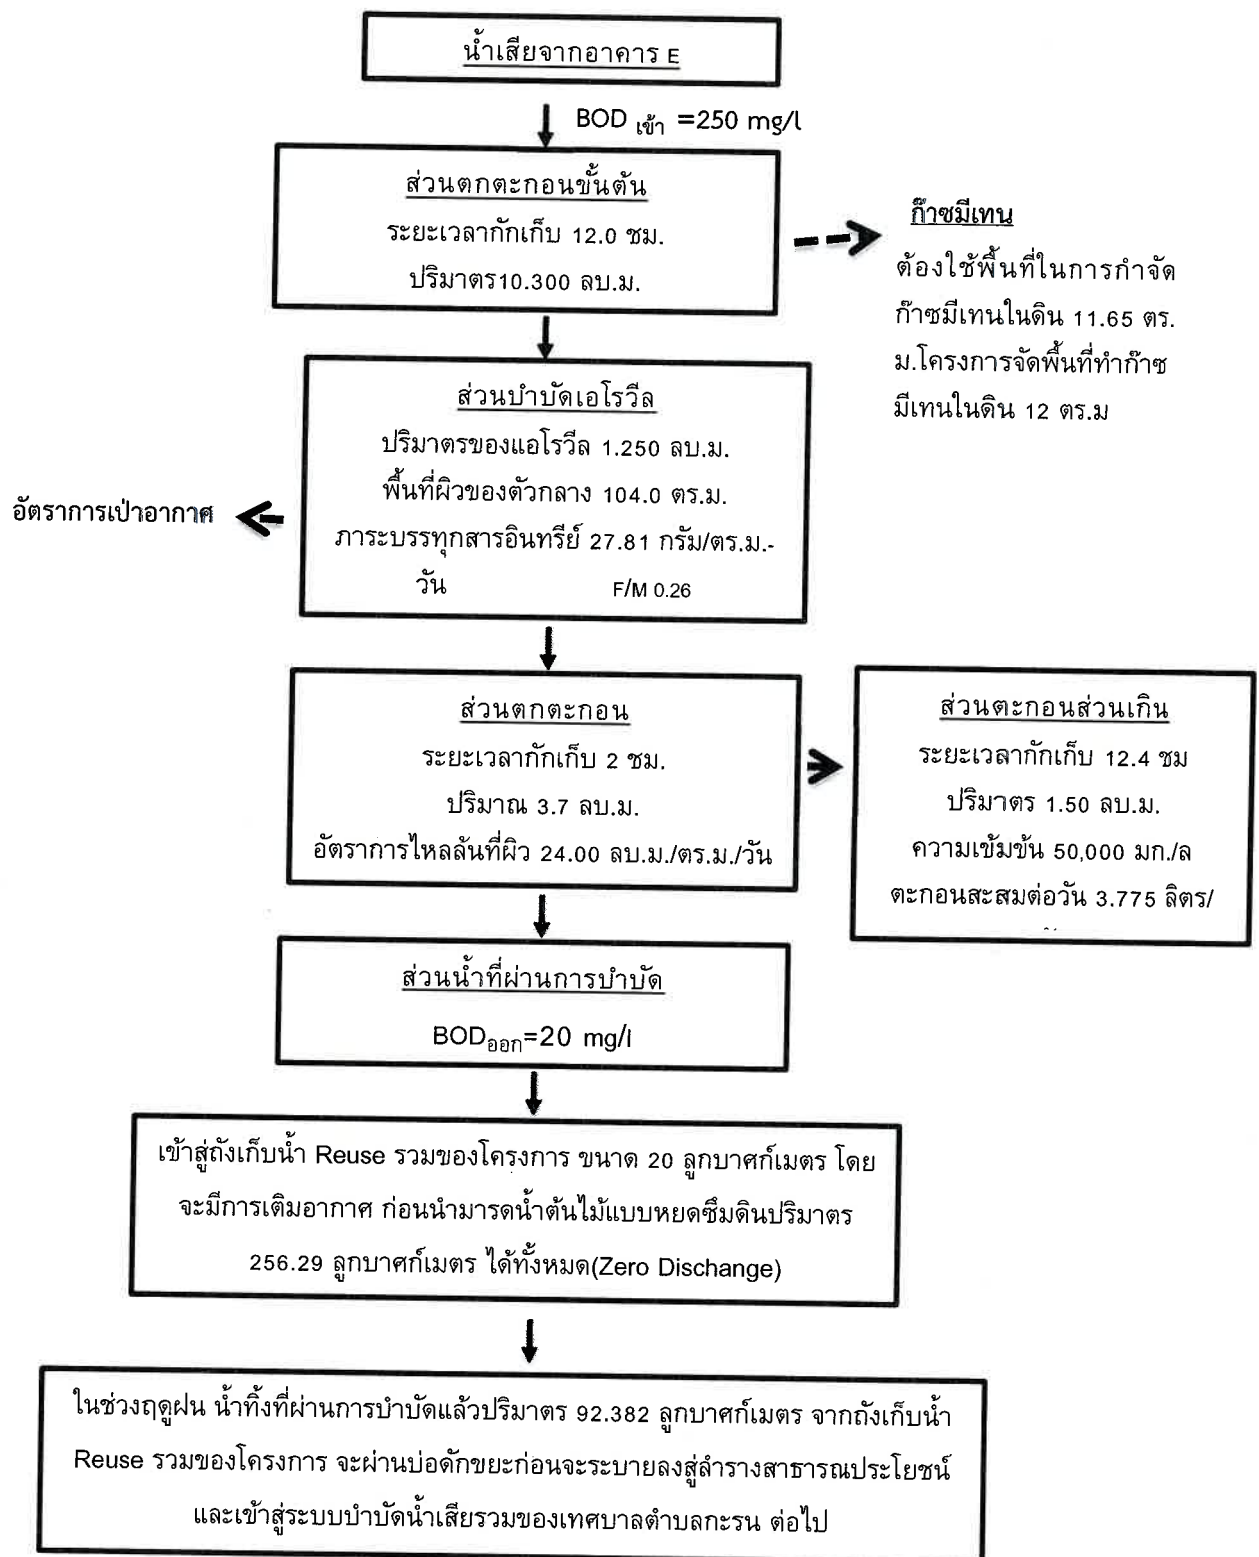 น้ำเสียจากอาคาร E
BOD เข้า =250 mg/l
ส่วนตกตะกอนขั้นต้น
ระยะเวลากักเก็บ 12.0 ชม.
ปริมาตร10.300 ลบ.ม.
ก๊าซมีเทน
ต้องใช้พื้นที่ในการกำจัด
ก๊าซมีเทนในดิน 11.65 ตร.
ม.โครงการจัดพื้นที่ทำก๊าซ
มีเทนในดิน 12 ตร.ม
ส่วนบำบัดเอโรวีล
ปริมาตรของแอโรวีล 1.250 ลบ.ม.
พื้นที่ผิวของตัวกลาง 104.0 ตร.ม.
ภาระบรรทุกสารอินทรีย์ 27.81 กรัม/ตร.ม.-
วัน F/M 0.26
อัตราการเป่าอากาศ
ส่วนตกตะกอน
ระยะเวลากักเก็บ 2 ชม.
ปริมาณ 3.7 ลบ.ม.
อัตราการไหลล้นที่ผิว 24.00 ลบ.ม./ตร.ม./วัน
ส่วนตะกอนส่วนเกิน
ระยะเวลากักเก็บ 12.4 ชม
ปริมาตร 1.50 ลบ.ม.
ความเข้มข้น 50,000 มก./ล
ตะกอนสะสมต่อวัน 3.775 ลิตร/
ส่วนน้ำที่ผ่านการบำบัด
BODออก=20 mg/l
เข้าสู่ถังเก็บน้ำ Reuse รวมของโครงการ ขนาด 20 ลูกบาศก์เมตร โดย
จะมีการเติมอากาศ ก่อนนำมารดน้ำต้นไม้แบบหยดซึมดินปริมาตร
256.29 ลูกบาศก์เมตร ได้ทั้งหมด(Zero Dischange)
ในช่วงฤดูฝน น้ำทิ้งที่ผ่านการบำบัดแล้วปริมาตร 92.382 ลูกบาศก์เมตร จากถังเก็บน้ำ
Reuse รวมของโครงการ จะผ่านบ่อดักขยะก่อนจะระบายลงสู่ลำรางสาธารณประโยชน์
และเข้าสู่ระบบบำบัดน้ำเสียรวมของเทศบาลตำบลกะรน ต่อไป